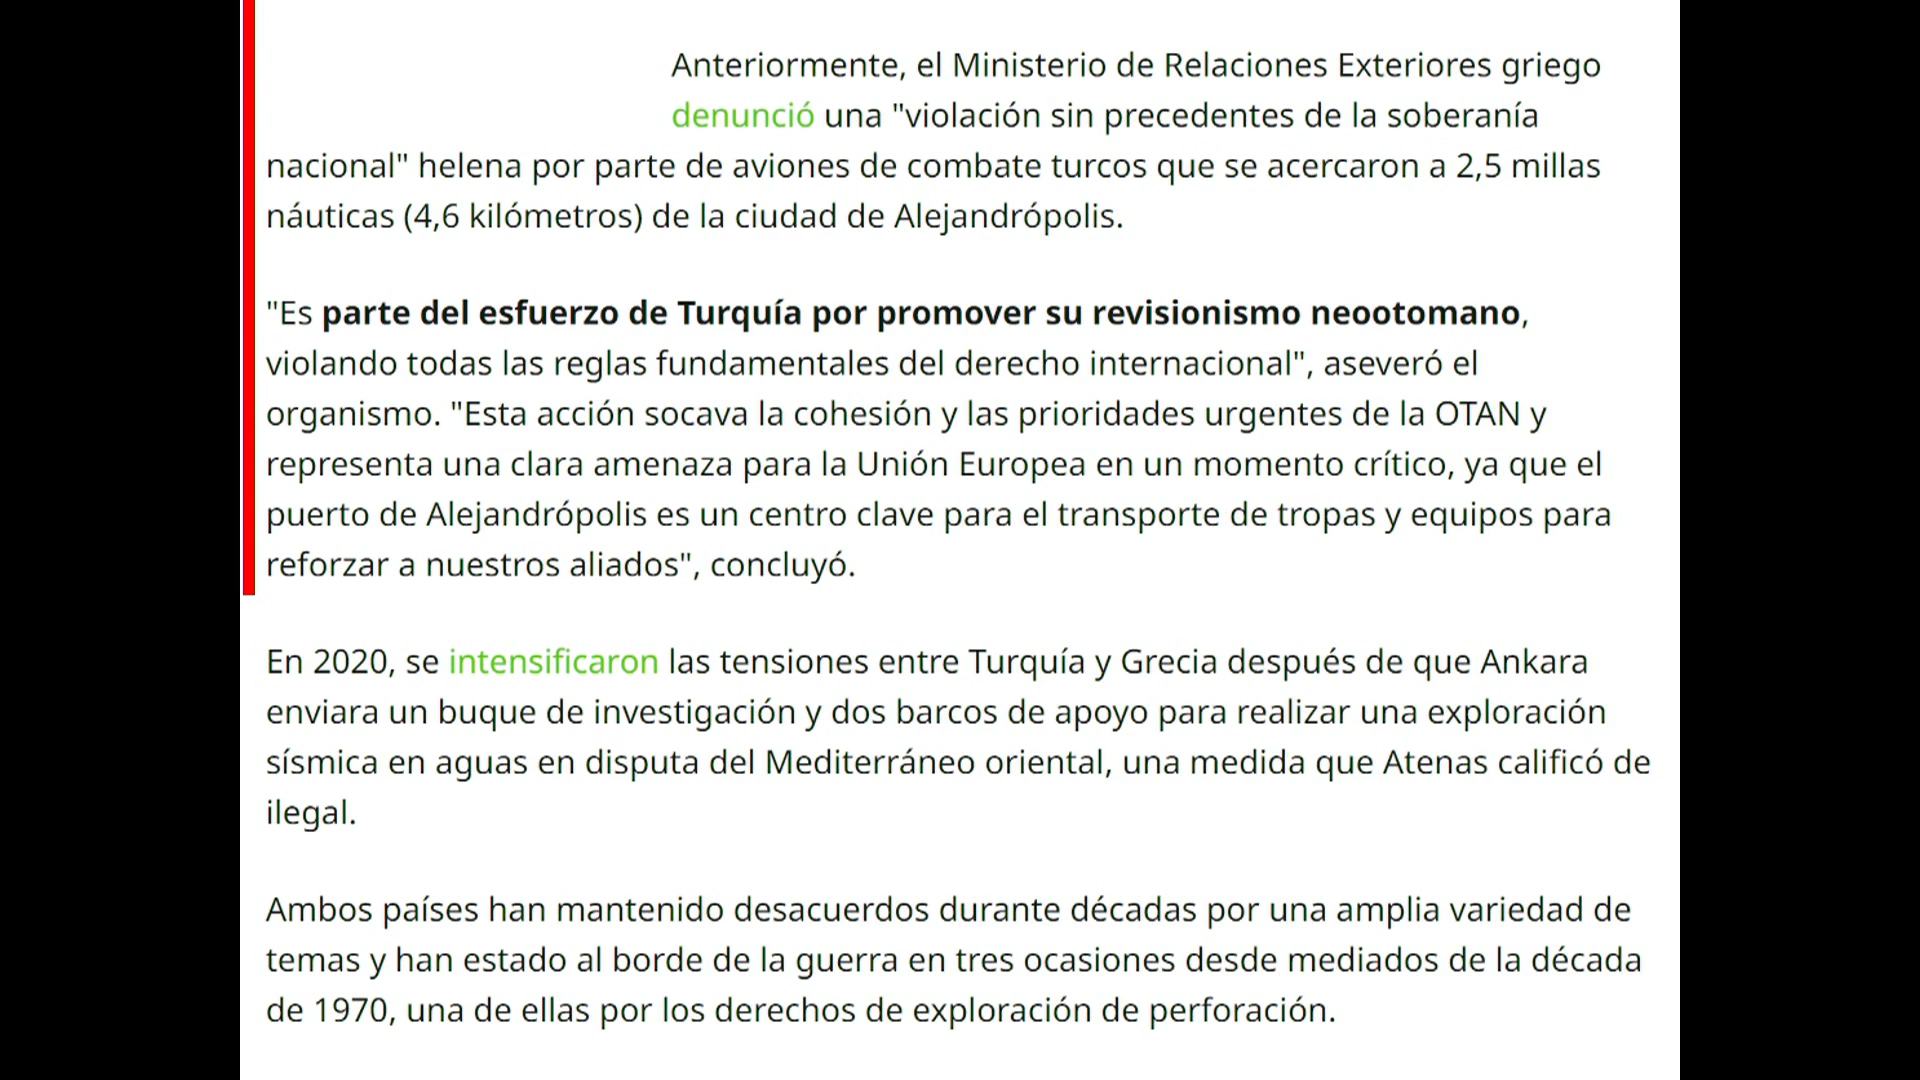 Anteriormente, el Ministerio de Relaciones Exteriores griego
denunció una "violación sin precedentes de la soberanía
nacional" helena por parte de aviones de combate turcos que se acercaron a 2,5 millas
náuticas (4,6 kilómetros) de la ciudad de Alejandrópolis.
"Es parte del esfuerzo de Turquía por promover su revisionismo neootomano,
violando todas las reglas fundamentales del derecho internacional", aseveró el
organismo. "Esta acción socava la cohesión y las prioridades urgentes de la OTAN y
representa una clara amenaza para la Unión Europea en un momento crítico, ya que el
puerto de Alejandrópolis es un centro clave para el transporte de tropas y equipos para
reforzar a nuestros aliados", concluyó.
En 2020, se intensificaron las tensiones entre Turquía y Grecia después de que Ankara
enviara un buque de investigación y dos barcos de apoyo para realizar una exploración
sísmica en aguas en disputa del Mediterráneo oriental, una medida que Atenas calificó de
ilegal.
Ambos países han mantenido desacuerdos durante décadas por una amplia variedad de
temas y han estado al borde de la guerra en tres ocasiones desde mediados de la década
de 1970, una de ellas por los derechos de exploración de perforación.